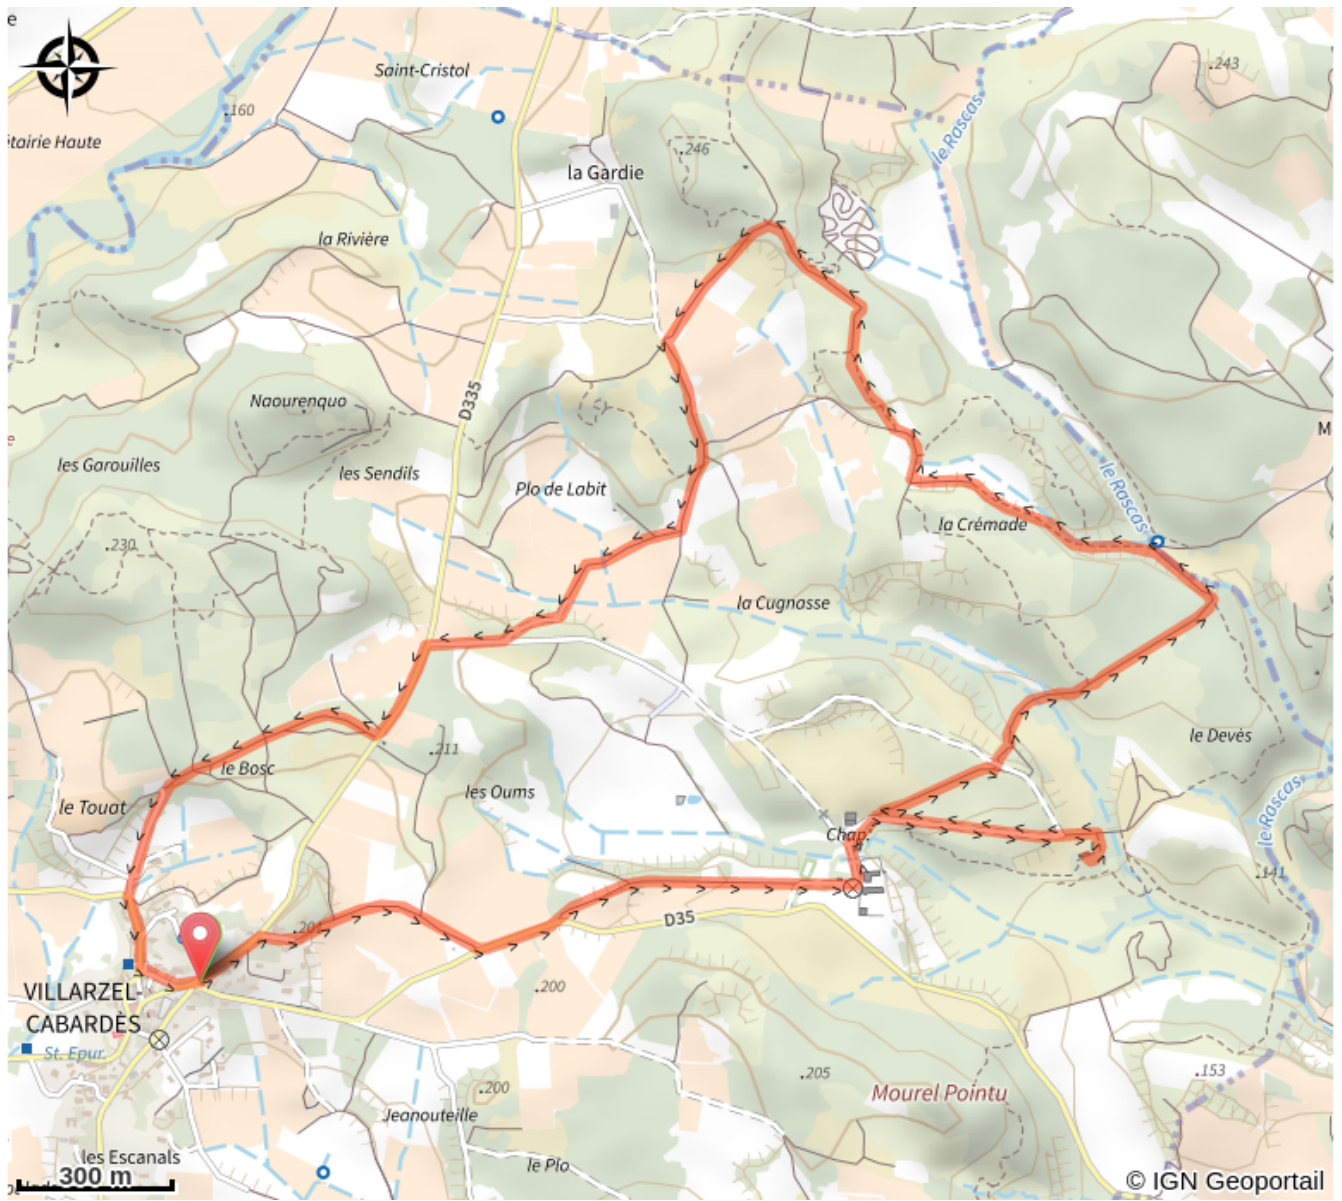 e
Saint-Cristol
.243
.160
étairie Haute
le Rascas
.246
la Gardie
la Rivière
D335
Naourenquo
M
les Garouilles
les Sendils
le Rascas
Plo de Labit
la Crémade
.230
la Cugnasse
le Devès
.211
le Bosc
les Oums
le Touat
le Rascas
Chap.
.141
D35
.201
VILLARZEL-
CABARDÈS
.200
St. Epur.
.205
.153
.200
Mourel Pointu
Jeanouteille
les Escanals
le Plo
300 m
© IGN Geoportail